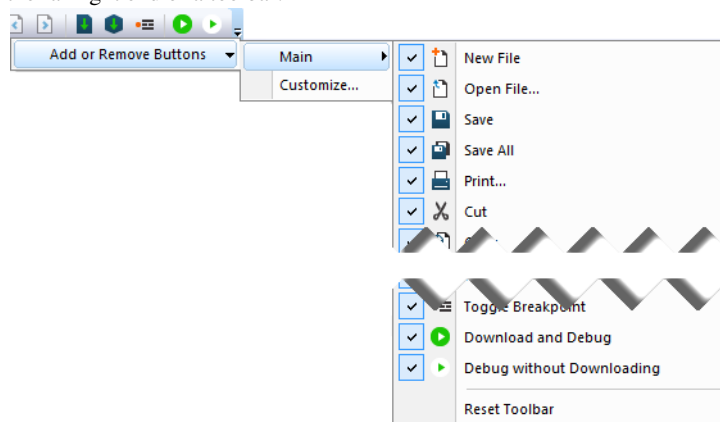 Add or Remove Buttons
Main
Customize...
New File
Open File...
Save
Save All
Print...
Cut
Toggle Breakpoint
Download and Debug
Debug without Downloading
Reset Toolbar